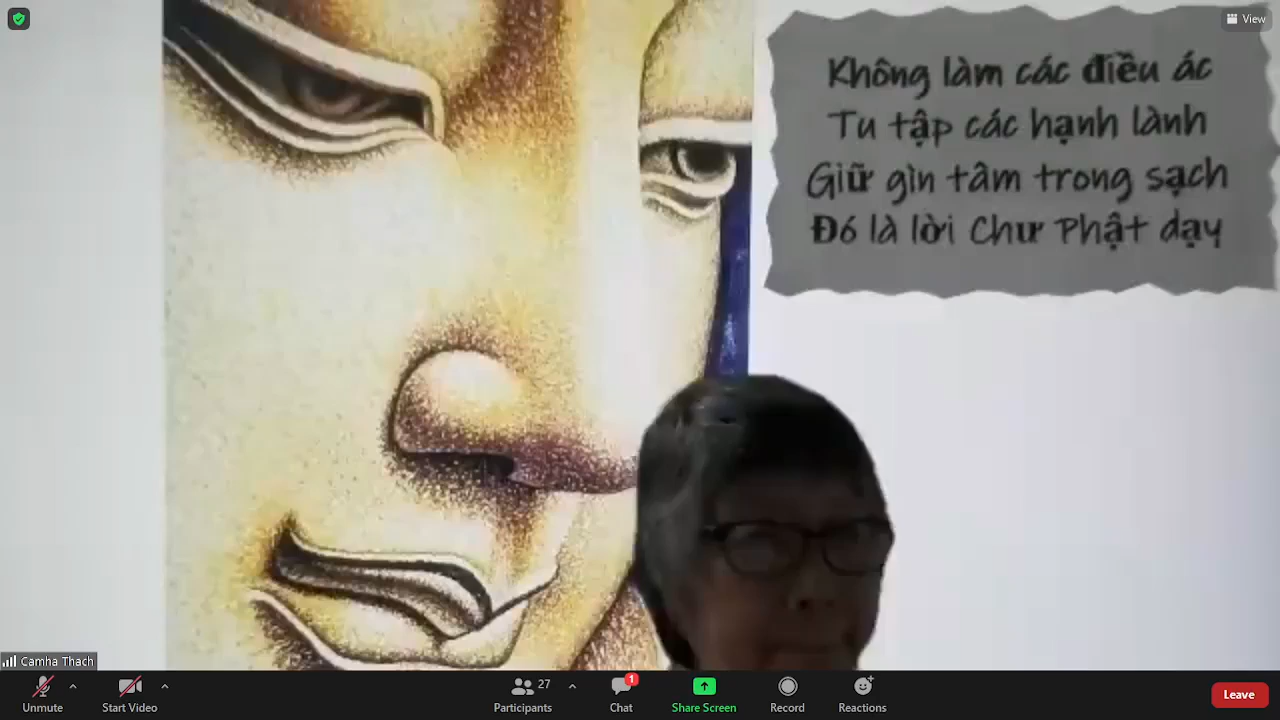 View
Không làm các điều ác
Tu tập các hạnh lành
Giữ gìn tâm trong sạch
Đó là lời Chư Phật dạy
Camha Thach
Unmute
Start Video
27
Participants
1
Chat
Share Screen
Record
Reactions
Leave